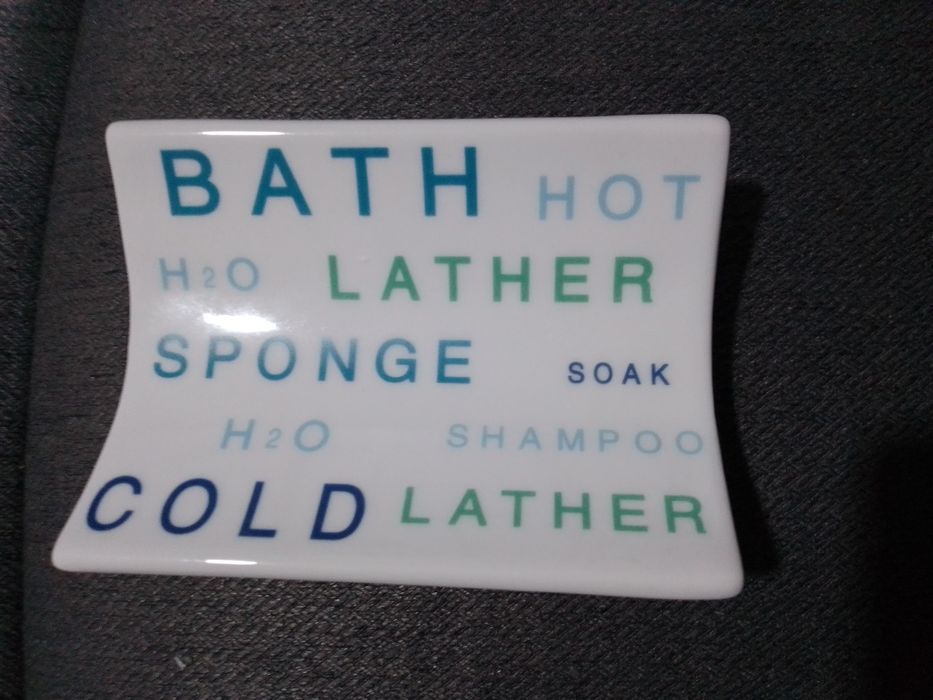 BATH HOT
H2O LATHER
SPONGE SOAK
H2O SHAMPOO
COLD LATHER